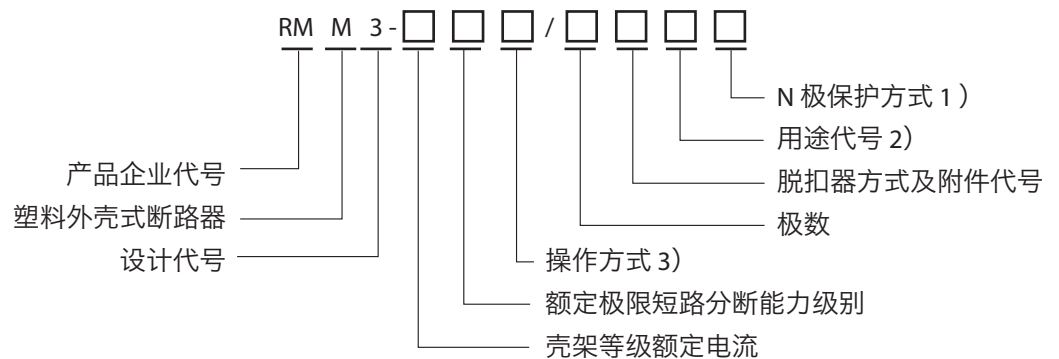 RM M 3-□□□/□□□□
N 极保护方式 1）
用途代号 2）
脱扣器方式及附件代号
极数
产品企业代号
塑料外壳式断路器
设计代号
操作方式 3）
额定极限短路分断能力级别
壳架等级额定电流